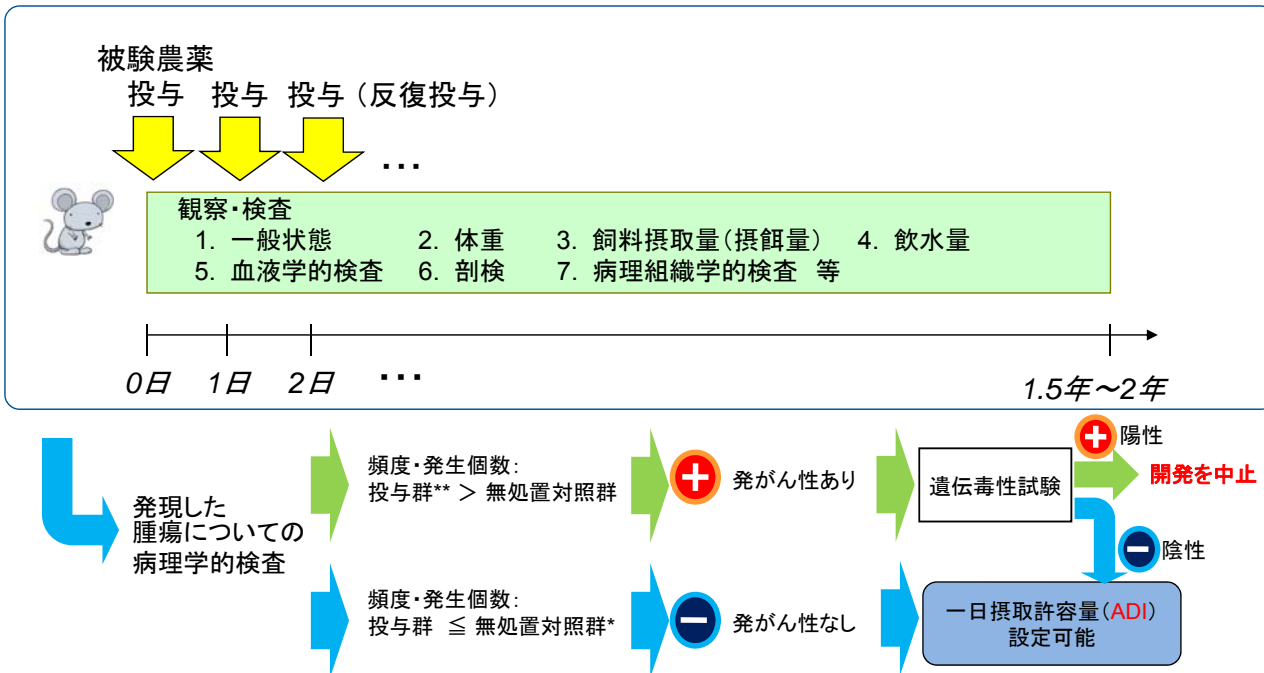 被験農薬
投与 投与 投与（反復投与）
・・・
観察・検査
1. 一般状態 2. 体重 3. 飼料摂取量（摂餌量） 4. 飲水量
5. 血液学的検査 6. 剖検 7. 病理組織学的検査 等
0日 1日 2日 ・・・ 1.5年～2年
発現した
腫瘍についての
病理学的検査
頻度・発生個数：
投与群** ＞ 無処置対照群
発がん性あり
遺伝毒性試験
陽性
開発を中止
陰性
頻度・発生個数：
投与群 ≦ 無処置対照群*
発がん性なし
一日摂取許容量（ADI）
設定可能